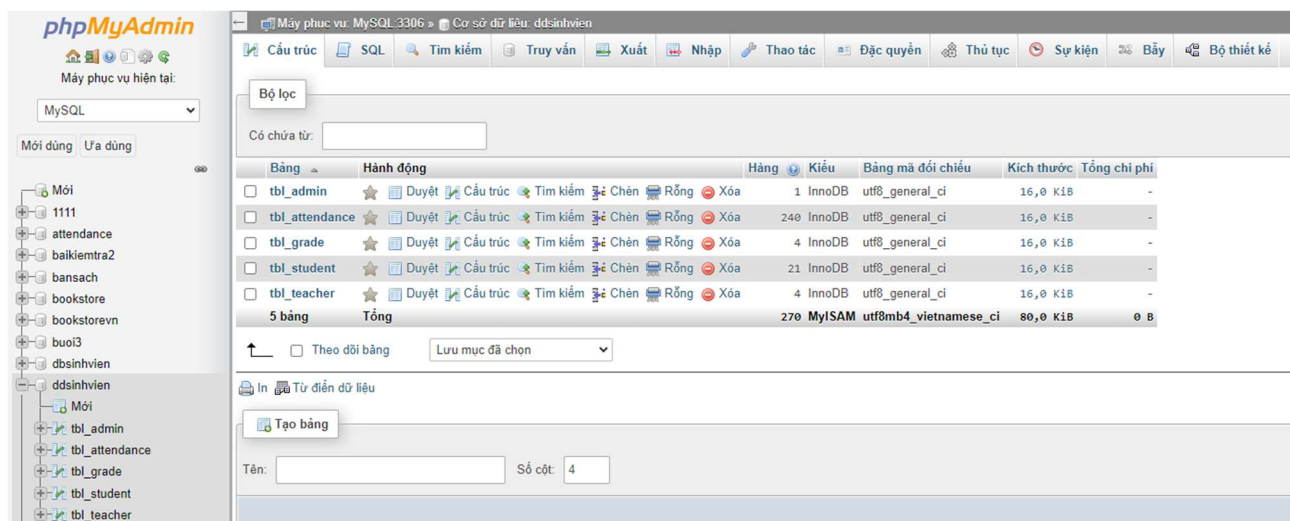 phpMyAdmin
Máy phục vụ hiện tại:
MySQL
Mới dùng Ưa dùng
Mới
1111
attendance
baikiemtra2
bansach
bookstore
bookstorevn
buoi3
dbsinhvien
ddsinhvien
Mới
tbl_admin
tbl_attendance
tbl_grade
tbl_student
tbl_teacher
Máy phục vụ: MySQL:3306 » Cơ sở dữ liệu: ddsinhvien
Cấu trúc SQL Tìm kiếm Truy vấn Xuất Nhập Thao tác Đặc quyền Thủ tục Sự kiện Bẫy Bộ thiết kế
Bộ lọc
Có chứa từ:
Bảng Hành động Hàng Kiểu Bảng mã đối chiếu Kích thước Tổng chi phí
tbl_admin Duyệt Cấu trúc Tìm kiếm Chèn Rỗng Xóa 1 InnoDB utf8_general_ci 16,0 KiB -
tbl_attendance Duyệt Cấu trúc Tìm kiếm Chèn Rỗng Xóa 240 InnoDB utf8_general_ci 16,0 KiB -
tbl_grade Duyệt Cấu trúc Tìm kiếm Chèn Rỗng Xóa 4 InnoDB utf8_general_ci 16,0 KiB -
tbl_student Duyệt Cấu trúc Tìm kiếm Chèn Rỗng Xóa 21 InnoDB utf8_general_ci 16,0 KiB -
tbl_teacher Duyệt Cấu trúc Tìm kiếm Chèn Rỗng Xóa 4 InnoDB utf8_general_ci 16,0 KiB -
5 bảng Tổng 270 MyISAM utf8mb4_vietnamese_ci 80,0 KiB 0 B
Theo dõi bảng Lưu mục đã chọn
In Từ điển dữ liệu
Tạo bảng
Tên: Số cột: 4